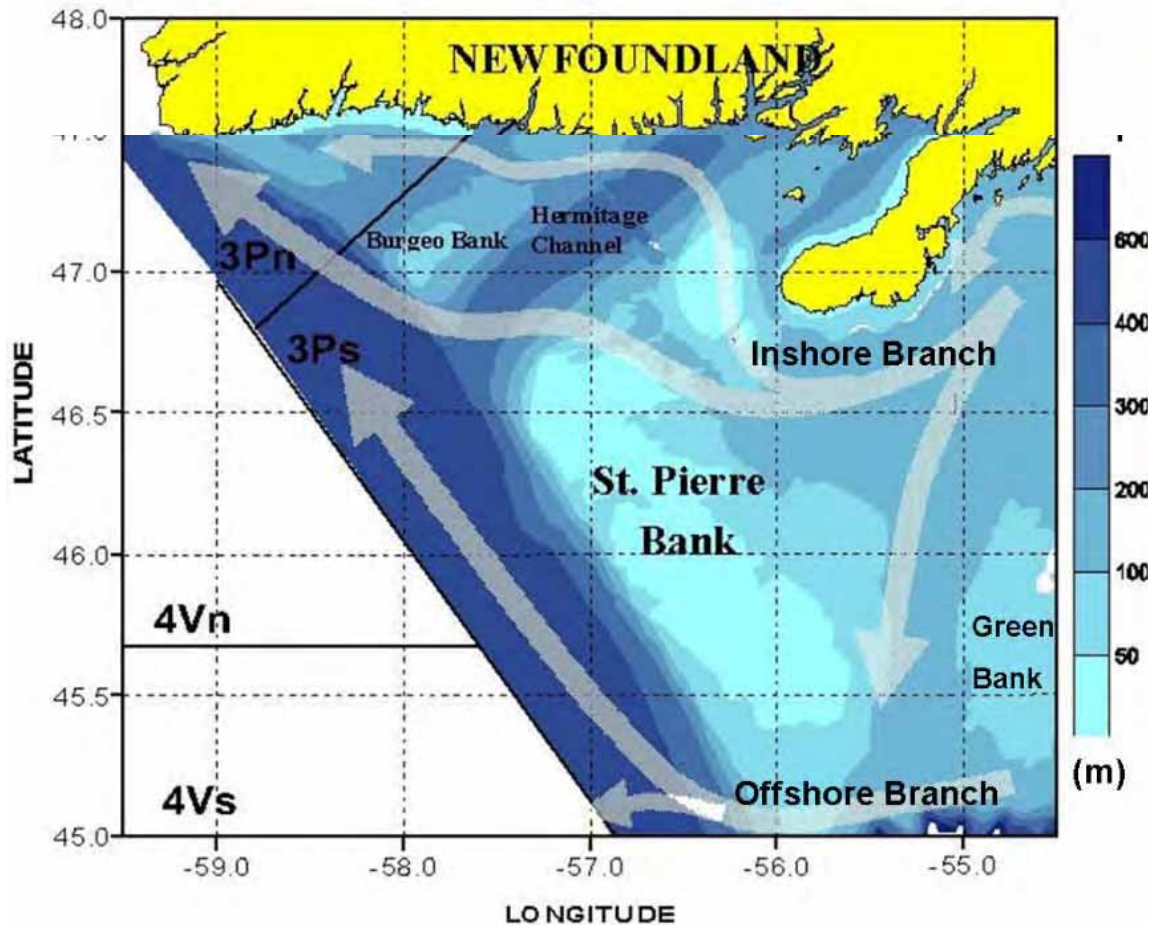 48.0
NEWFOUNDLAND
47.0
46.5
46.0
45.5
45.0
LATITUDE
Hermitage
Channel
Burgeo Bank
3Pn
3Ps
Inshore Branch
St. Pierre
Bank
4Vn
Green
Bank
4Vs
Offshore Branch
600
400
300
200
100
50
(m)
-59.0
-58.0
-57.0
-56.0
-55.0
LONGITUDE